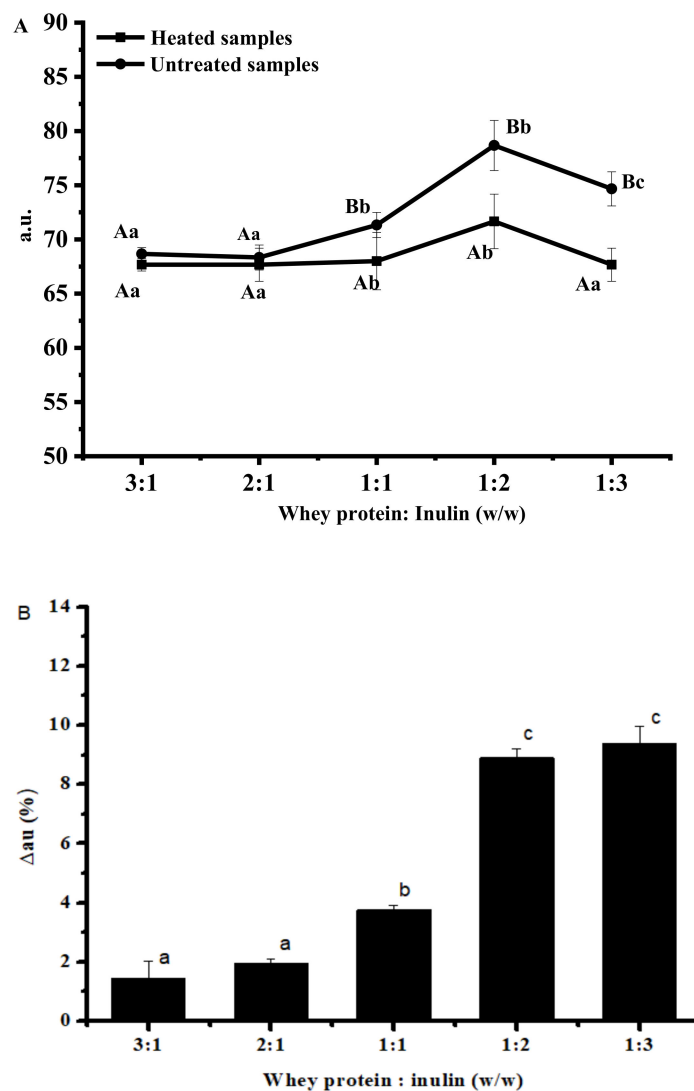 A
90
85
80
75
70
65
60
55
50
a.u.
Heated samples
Untreated samples
Aa
Aa
Bb
Bb
Bc
Aa
Aa
Ab
Ab
Aa
3:1
2:1
1:1
1:2
1:3
Whey protein: Inulin (w/w)
B
14
12
10
8
6
4
2
0
Δau (%)
a
a
b
c
c
3:1
2:1
1:1
1:2
1:3
Whey protein : inulin (w/w)